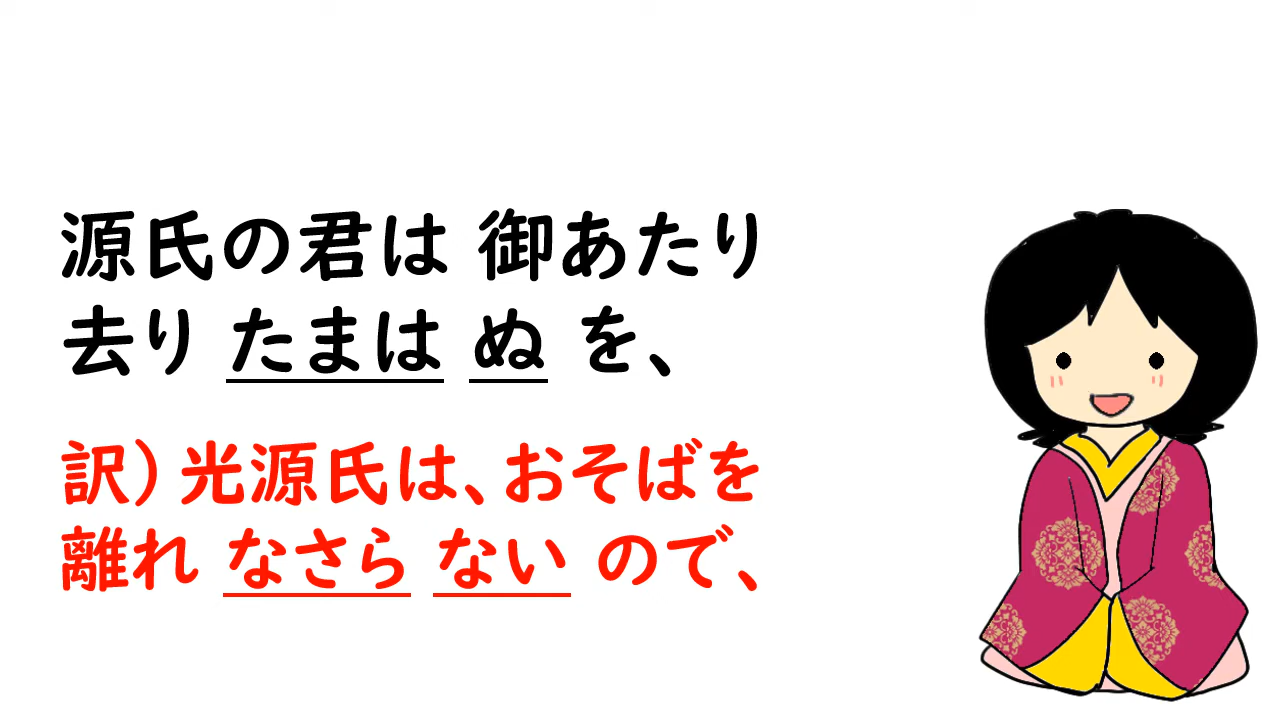 源氏の君は 御あたり
去り たまは ぬ を、
訳）光源氏は、おそばを
離れ なさら ない ので、